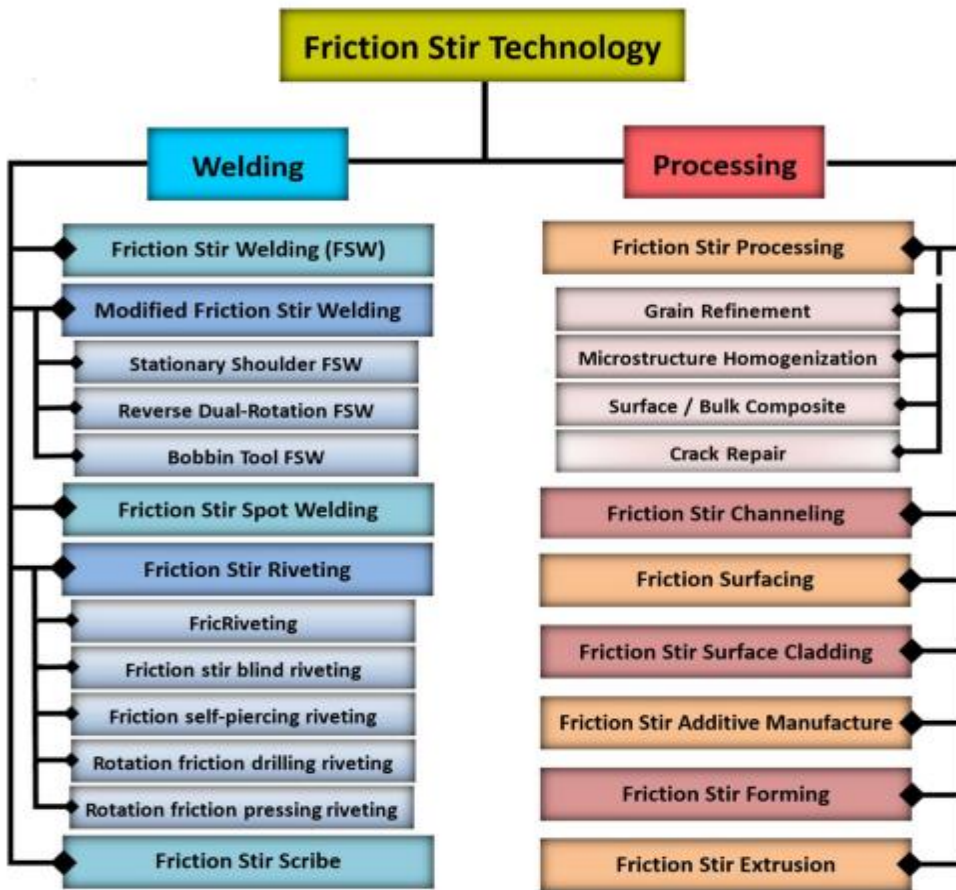 Friction Stir Technology
Welding
Friction Stir Welding (FSW)
Modified Friction Stir Welding
Stationary Shoulder FSW
Reverse Dual-Rotation FSW
Bobbin Tool FSW
Friction Stir Spot Welding
Friction Stir Riveting
FricRiveting
Friction stir blind riveting
Friction self-piercing riveting
Rotation friction drilling riveting
Rotation friction pressing riveting
Friction Stir Scribe
Processing
Friction Stir Processing
Grain Refinement
Microstructure Homogenization
Surface / Bulk Composite
Crack Repair
Friction Stir Channeling
Friction Surfacing
Friction Stir Surface Cladding
Friction Stir Additive Manufacture
Friction Stir Forming
Friction Stir Extrusion